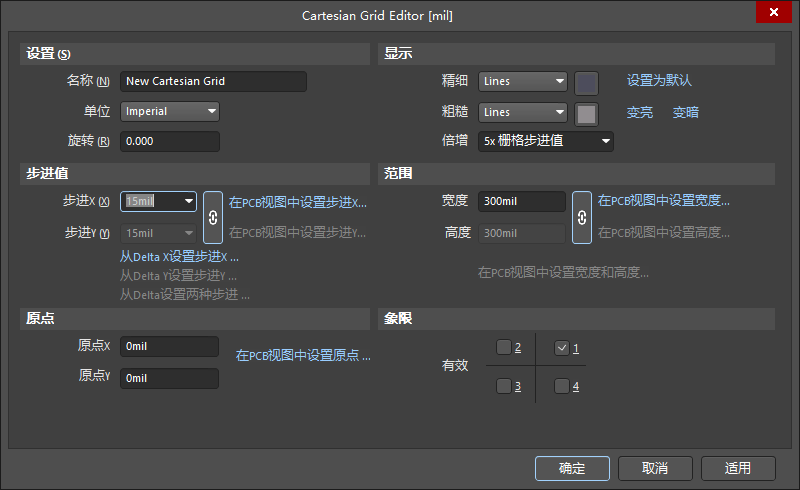 Cartesian Grid Editor [mil]
设置 (S)
名称 (N) New Cartesian Grid
单位 Imperial
旋转 (R) 0.000
显示
精细 Lines 设置为默认
粗糙 Lines 变亮 变暗
倍增 5x 栅格步进值
步进值
步进X (X) 15mil 在PCB视图中设置步进X...
步进Y (Y) 15mil 在PCB视图中设置步进Y...
从Delta X设置步进X ...
从Delta Y设置步进Y ...
从Delta设置两种步进 ...
范围
宽度 300mil 在PCB视图中设置宽度...
高度 300mil 在PCB视图中设置高度...
在PCB视图中设置宽度和高度...
原点
原点X 0mil
在PCB视图中设置原点 ...
原点Y 0mil
象限
2 1
有效
3 4
确定 取消 适用